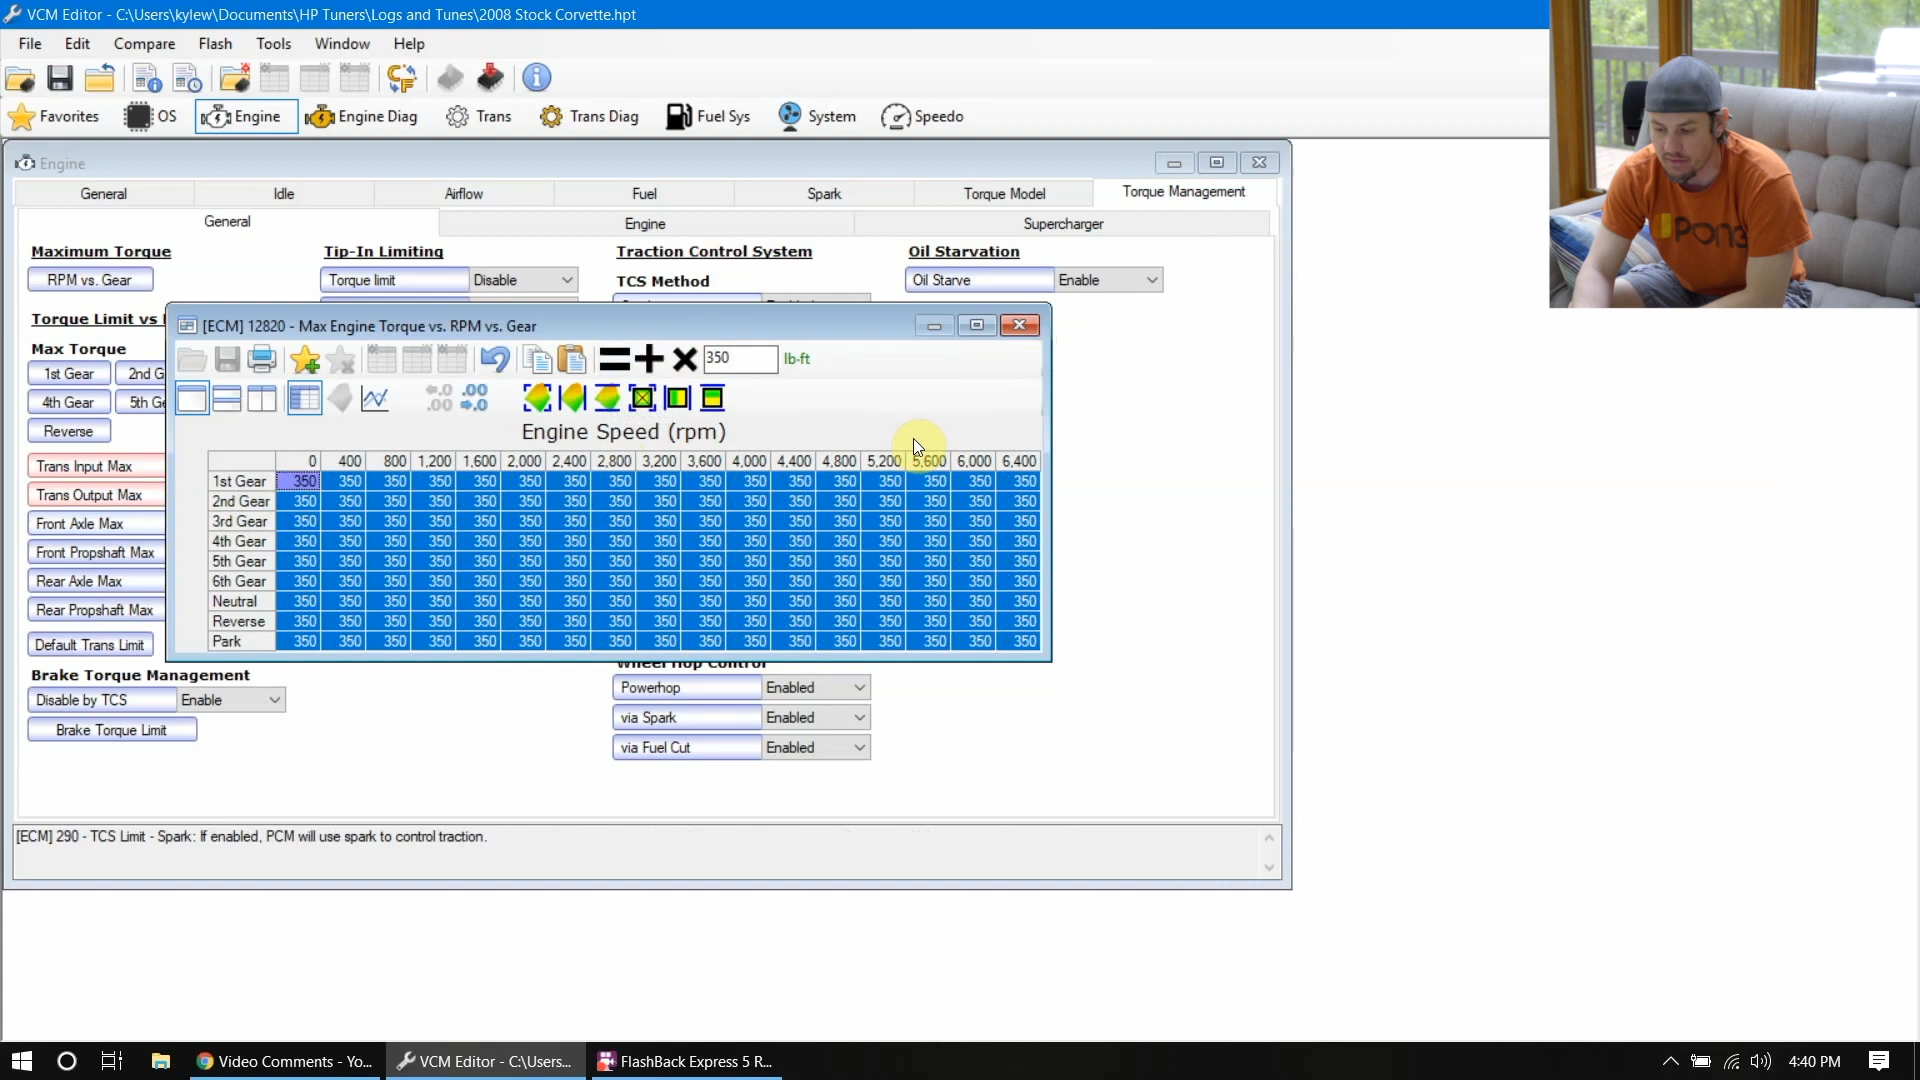 VCM Editor - C:\Users\kylew\Documents\HP Tuners\Logs and Tunes\2008 Stock Corvette.hpt
File Edit Compare Flash Tools Window Help
Favorites OS Engine Engine Diag Trans Trans Diag Fuel Sys System Speedo
Engine
General Idle Airflow Fuel Spark Torque Model Torque Management
General Engine Supercharger
Maximum Torque Tip-In Limiting Traction Control System Oil Starvation
RPM vs. Gear Torque limit Disable TCS Method Oil Starve Enable
Torque Limit vs
Max Torque
1st Gear 2nd G
4th Gear 5th Ge
Reverse
Trans Input Max
Trans Output Max
Front Axle Max
Front Propshaft Max
Rear Axle Max
Rear Propshaft Max
Default Trans Limit
[ECM] 12820 - Max Engine Torque vs. RPM vs. Gear
350 lb·ft
Engine Speed (rpm)
0 400 800 1,200 1,600 2,000 2,400 2,800 3,200 3,600 4,000 4,400 4,800 5,200 5,600 6,000 6,400
1st Gear 350 350 350 350 350 350 350 350 350 350 350 350 350 350 350 350 350
2nd Gear 350 350 350 350 350 350 350 350 350 350 350 350 350 350 350 350 350
3rd Gear 350 350 350 350 350 350 350 350 350 350 350 350 350 350 350 350 350
4th Gear 350 350 350 350 350 350 350 350 350 350 350 350 350 350 350 350 350
5th Gear 350 350 350 350 350 350 350 350 350 350 350 350 350 350 350 350 350
6th Gear 350 350 350 350 350 350 350 350 350 350 350 350 350 350 350 350 350
Neutral 350 350 350 350 350 350 350 350 350 350 350 350 350 350 350 350 350
Reverse 350 350 350 350 350 350 350 350 350 350 350 350 350 350 350 350 350
Park 350 350 350 350 350 350 350 350 350 350 350 350 350 350 350 350 350
Brake Torque Management
Disable by TCS Enable
Brake Torque Limit
Wheel Hop Control
Powerhop Enabled
via Spark Enabled
via Fuel Cut Enabled
[ECM] 290 - TCS Limit - Spark: If enabled, PCM will use spark to control traction.
PONG
Video Comments - Yo... VCM Editor - C:\Users... FlashBack Express 5 R... 4:40 PM